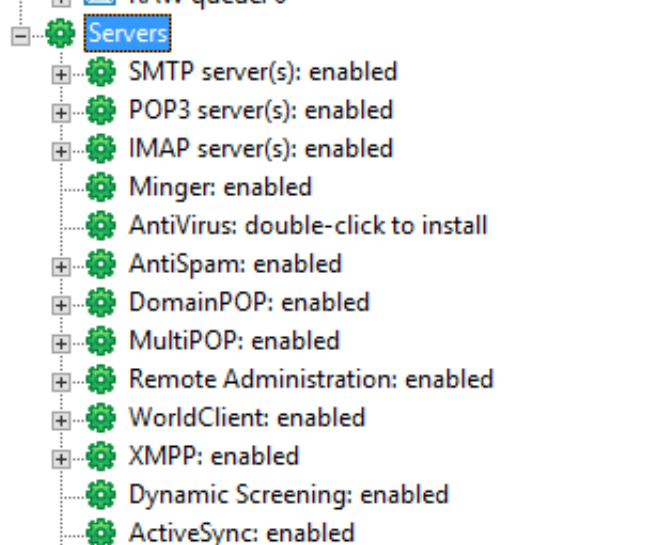 Servers
SMTP server(s): enabled
POP3 server(s): enabled
IMAP server(s): enabled
Minger: enabled
AntiVirus: double-click to install
AntiSpam: enabled
DomainPOP: enabled
MultiPOP: enabled
Remote Administration: enabled
WorldClient: enabled
XMPP: enabled
Dynamic Screening: enabled
ActiveSync: enabled